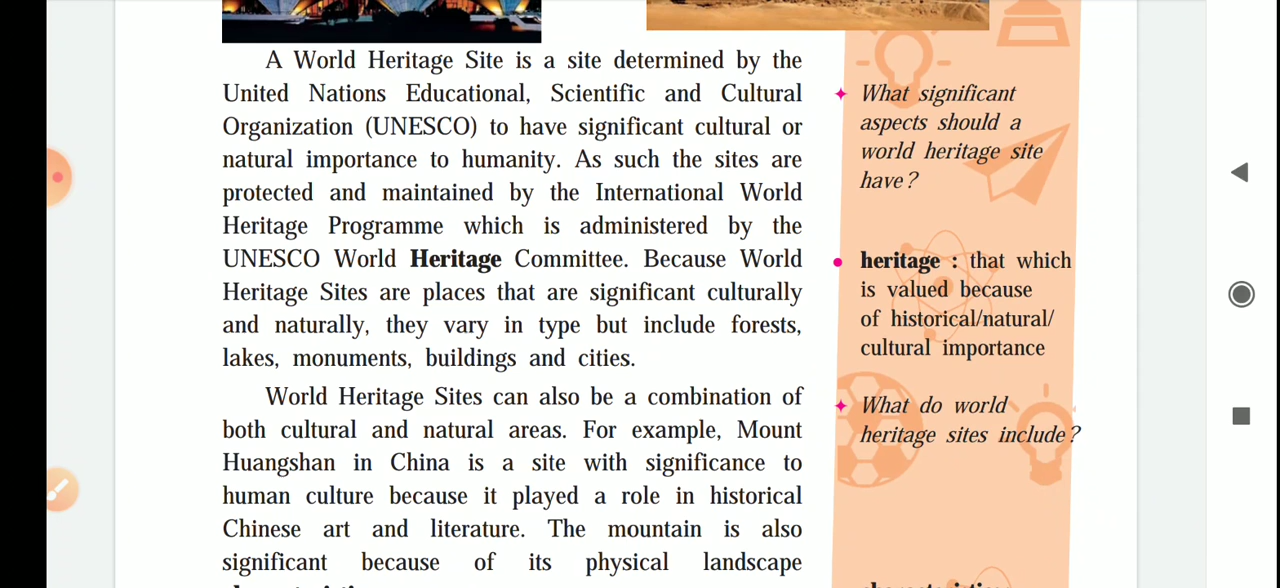 A World Heritage Site is a site determined by the
United Nations Educational, Scientific and Cultural
Organization (UNESCO) to have significant cultural or
natural importance to humanity. As such the sites are
protected and maintained by the International World
Heritage Programme which is administered by the
UNESCO World Heritage Committee. Because World
Heritage Sites are places that are significant culturally
and naturally, they vary in type but include forests,
lakes, monuments, buildings and cities.
World Heritage Sites can also be a combination of
both cultural and natural areas. For example, Mount
Huangshan in China is a site with significance to
human culture because it played a role in historical
Chinese art and literature. The mountain is also
significant because of its physical landscape
What significant
aspects should a
world heritage site
have?
heritage : that which
is valued because
of historical/natural/
cultural importance
What do world
heritage sites include?